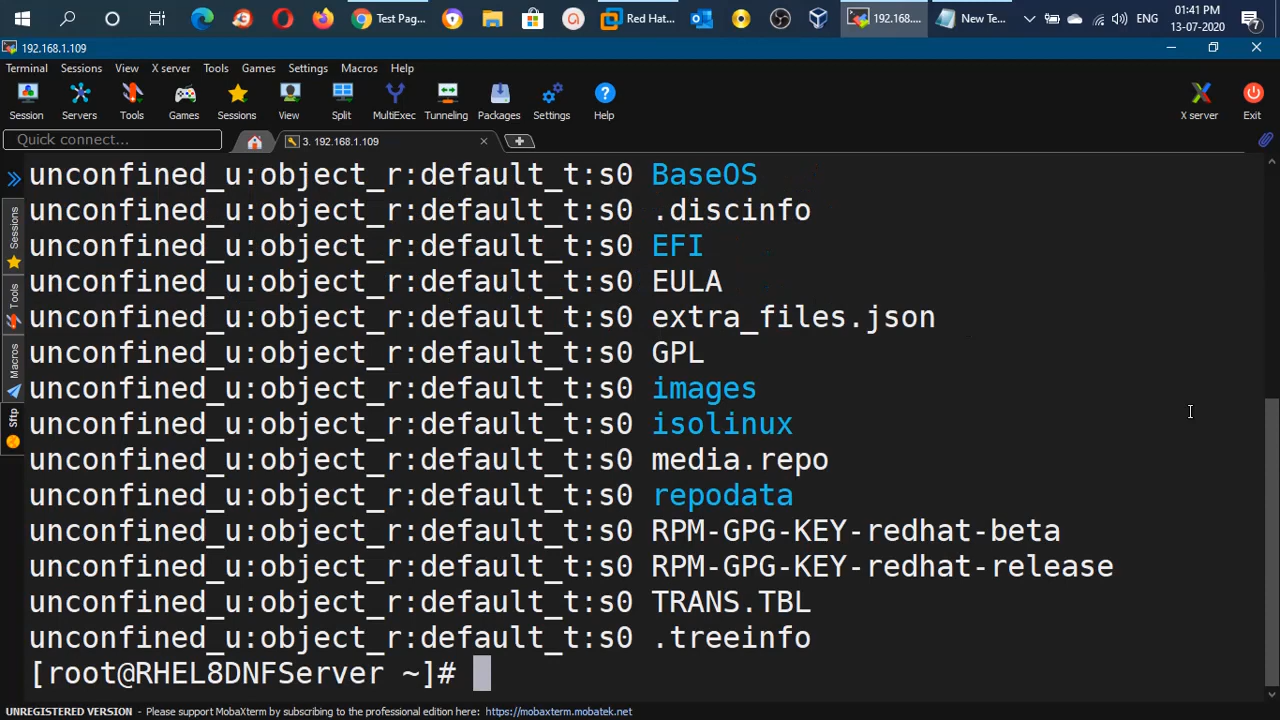 Test Pag...
Red Hat...
192.168....
New Te...
ENG
01:41 PM
13-07-2020
7
192.168.1.109
Terminal Sessions View X server Tools Games Settings Macros Help
Session Servers Tools Games Sessions View Split MultiExec Tunneling Packages Settings Help X server Exit
Quick connect...
3. 192.168.1.109
Sessions
Tools
Macros
Sftp
unconfined_u:object_r:default_t:s0 BaseOS
unconfined_u:object_r:default_t:s0 .discinfo
unconfined_u:object_r:default_t:s0 EFI
unconfined_u:object_r:default_t:s0 EULA
unconfined_u:object_r:default_t:s0 extra_files.json
unconfined_u:object_r:default_t:s0 GPL
unconfined_u:object_r:default_t:s0 images
unconfined_u:object_r:default_t:s0 isolinux
unconfined_u:object_r:default_t:s0 media.repo
unconfined_u:object_r:default_t:s0 repodata
unconfined_u:object_r:default_t:s0 RPM-GPG-KEY-redhat-beta
unconfined_u:object_r:default_t:s0 RPM-GPG-KEY-redhat-release
unconfined_u:object_r:default_t:s0 TRANS.TBL
unconfined_u:object_r:default_t:s0 .treeinfo
[root@RHEL8DNFServer ~]#
UNREGISTERED VERSION - Please support MobaXterm by subscribing to the professional edition here: https://mobaxterm.mobatek.net